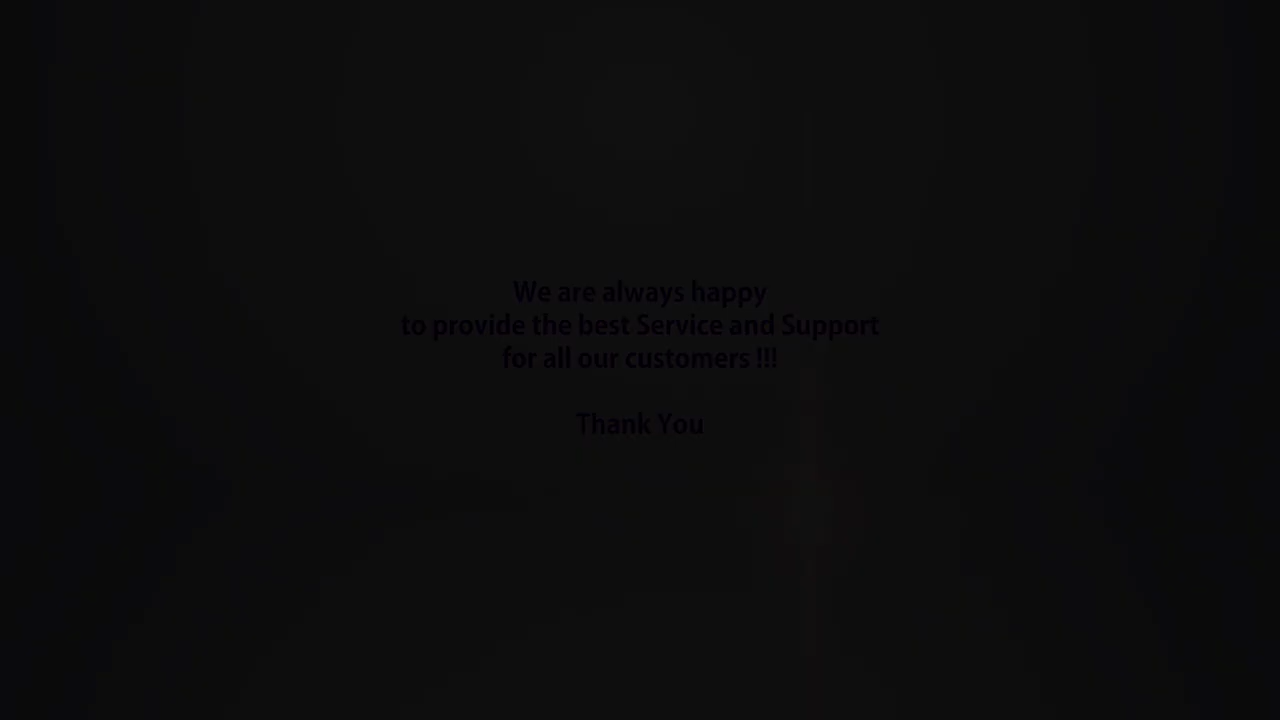 We are always happy
to provide the best Service and Support
for all our customers !!!
Thank You